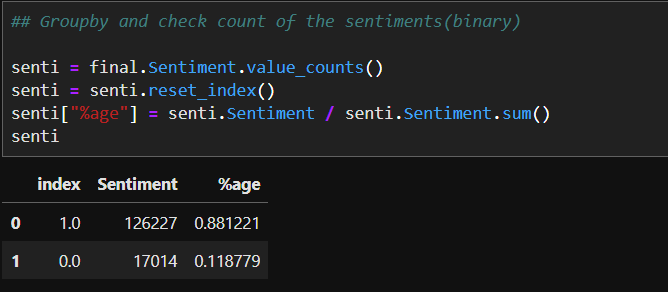 ## Groupby and check count of the sentiments(binary)
senti = final.Sentiment.value_counts()
senti = senti.reset_index()
senti["%age"] = senti.Sentiment / senti.Sentiment.sum()
senti
index Sentiment %age
0 1.0 126227 0.881221
1 0.0 17014 0.118779